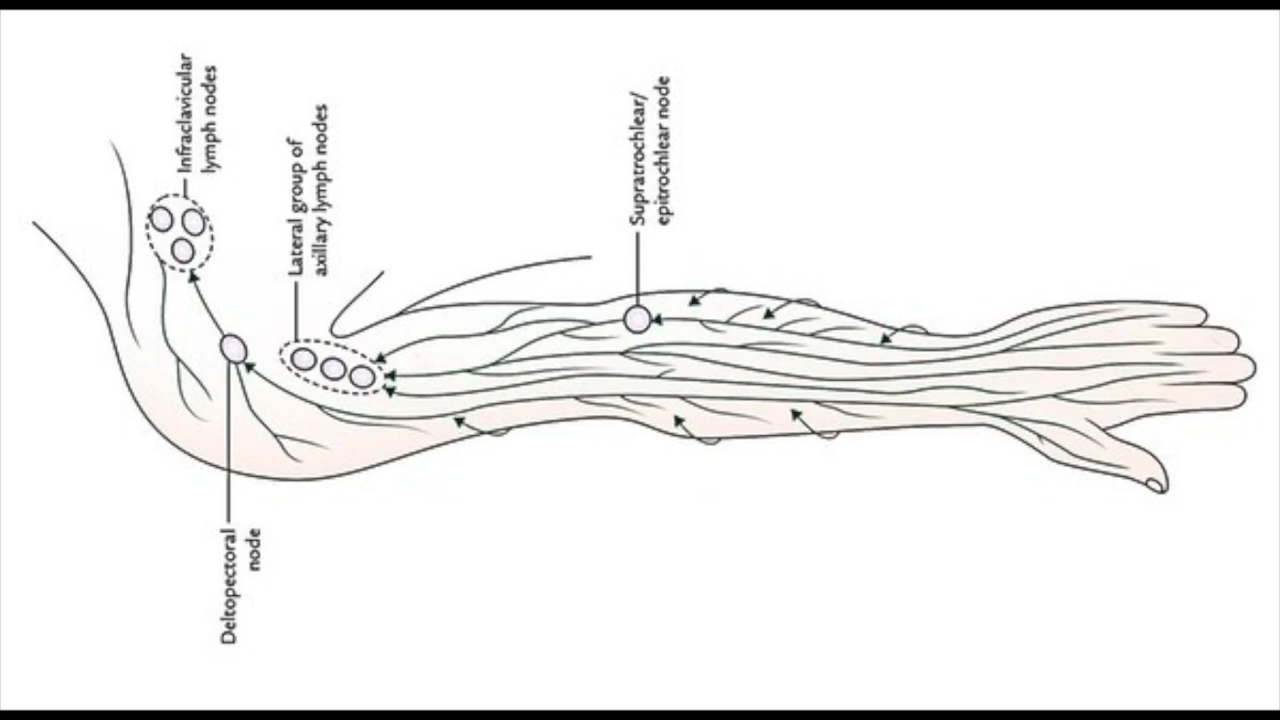 Infraclavicular
lymph nodes
Lateral group of
axillary lymph nodes
Supratrochlear/
epitrochlear node
Deltopectoral
node